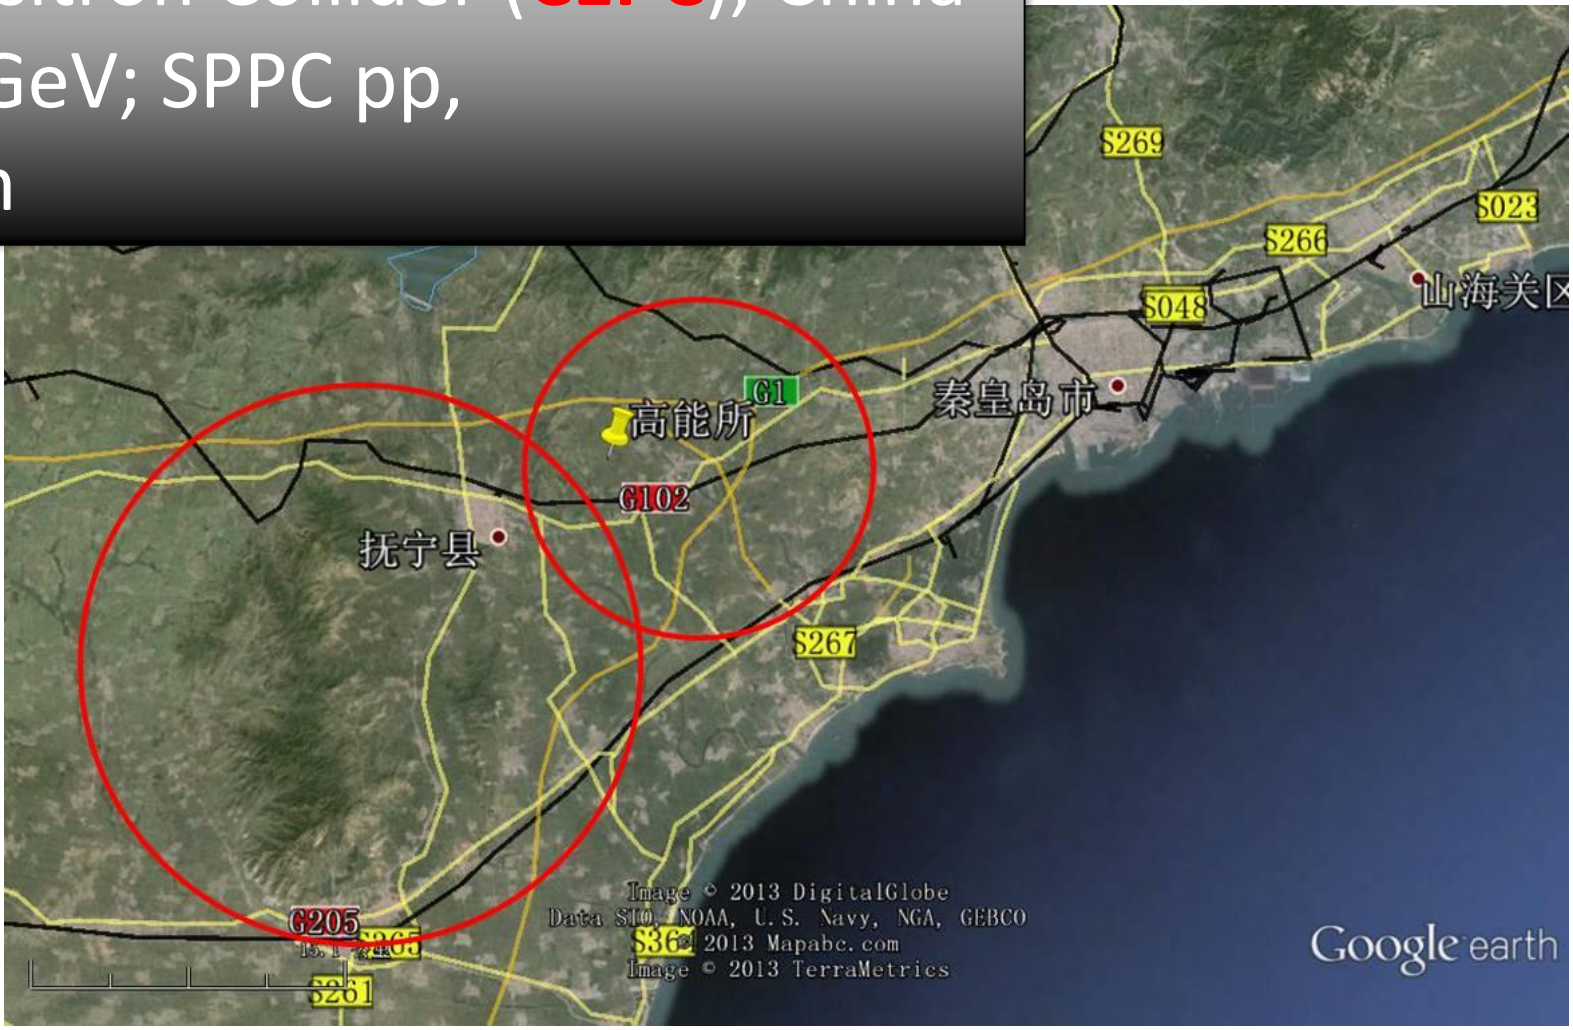 ), China
GeV; SPPC pp,
S269
S023
S266
S048
山海关区
G1
秦皇岛市
高能所
G102
抚宁县
S267
Image © 2013 DigitalGlobe
Data SIO, NOAA, U.S. Navy, NGA, GEBCO
© 2013 Mapabc.com
Image © 2013 TerraMetrics
G205
S365
S261
Google earth